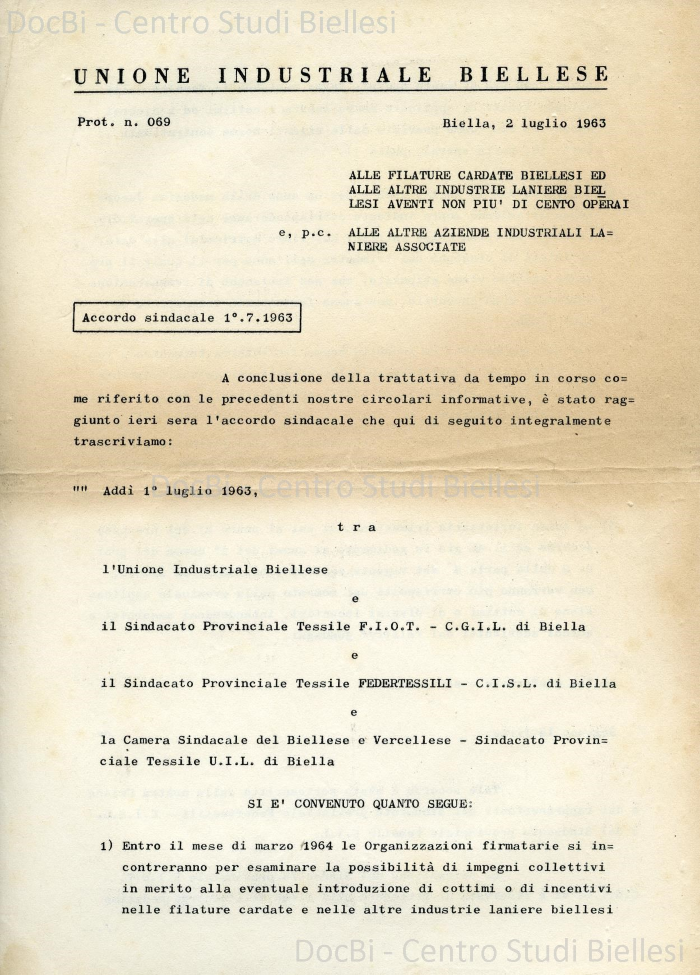 DocBi - Centro Studi Biellesi
UNIONE INDUSTRIALE BIELLESE
Prot. n. 069 Biella, 2 luglio 1963
ALLE FILATURE CARDATE BIELLESI ED
ALLE ALTRE INDUSTRIE LANIERE BIEL
LESI AVENTI NON PIU' DI CENTO OPERAI
e, p.c. ALLE ALTRE AZIENDE INDUSTRIALI LA=
NIERE ASSOCIATE
Accordo sindacale 1°.7.1963
A conclusione della trattativa da tempo in corso co=
me riferito con le precedenti nostre circolari informative, è stato rag=
giunto ieri sera l'accordo sindacale che qui di seguito integralmente
trascriviamo:
DocBi - Centro Studi Biellesi
"" Addì 1° luglio 1963,
t r a
l'Unione Industriale Biellese
e
il Sindacato Provinciale Tessile F.I.O.T. - C.G.I.L. di Biella
e
il Sindacato Provinciale Tessile FEDERTESSILI - C.I.S.L. di Biella
e
la Camera Sindacale del Biellese e Vercellese - Sindacato Provin=
ciale Tessile U.I.L. di Biella
SI E' CONVENUTO QUANTO SEGUE:
1) Entro il mese di marzo 1964 le Organizzazioni firmatarie si in=
contreranno per esaminare la possibilità di impegni collettivi
in merito alla eventuale introduzione di cottimi o di incentivi
nelle filature cardate e nelle altre industrie laniere biellesi
DocBi - Centro Studi Biellesi